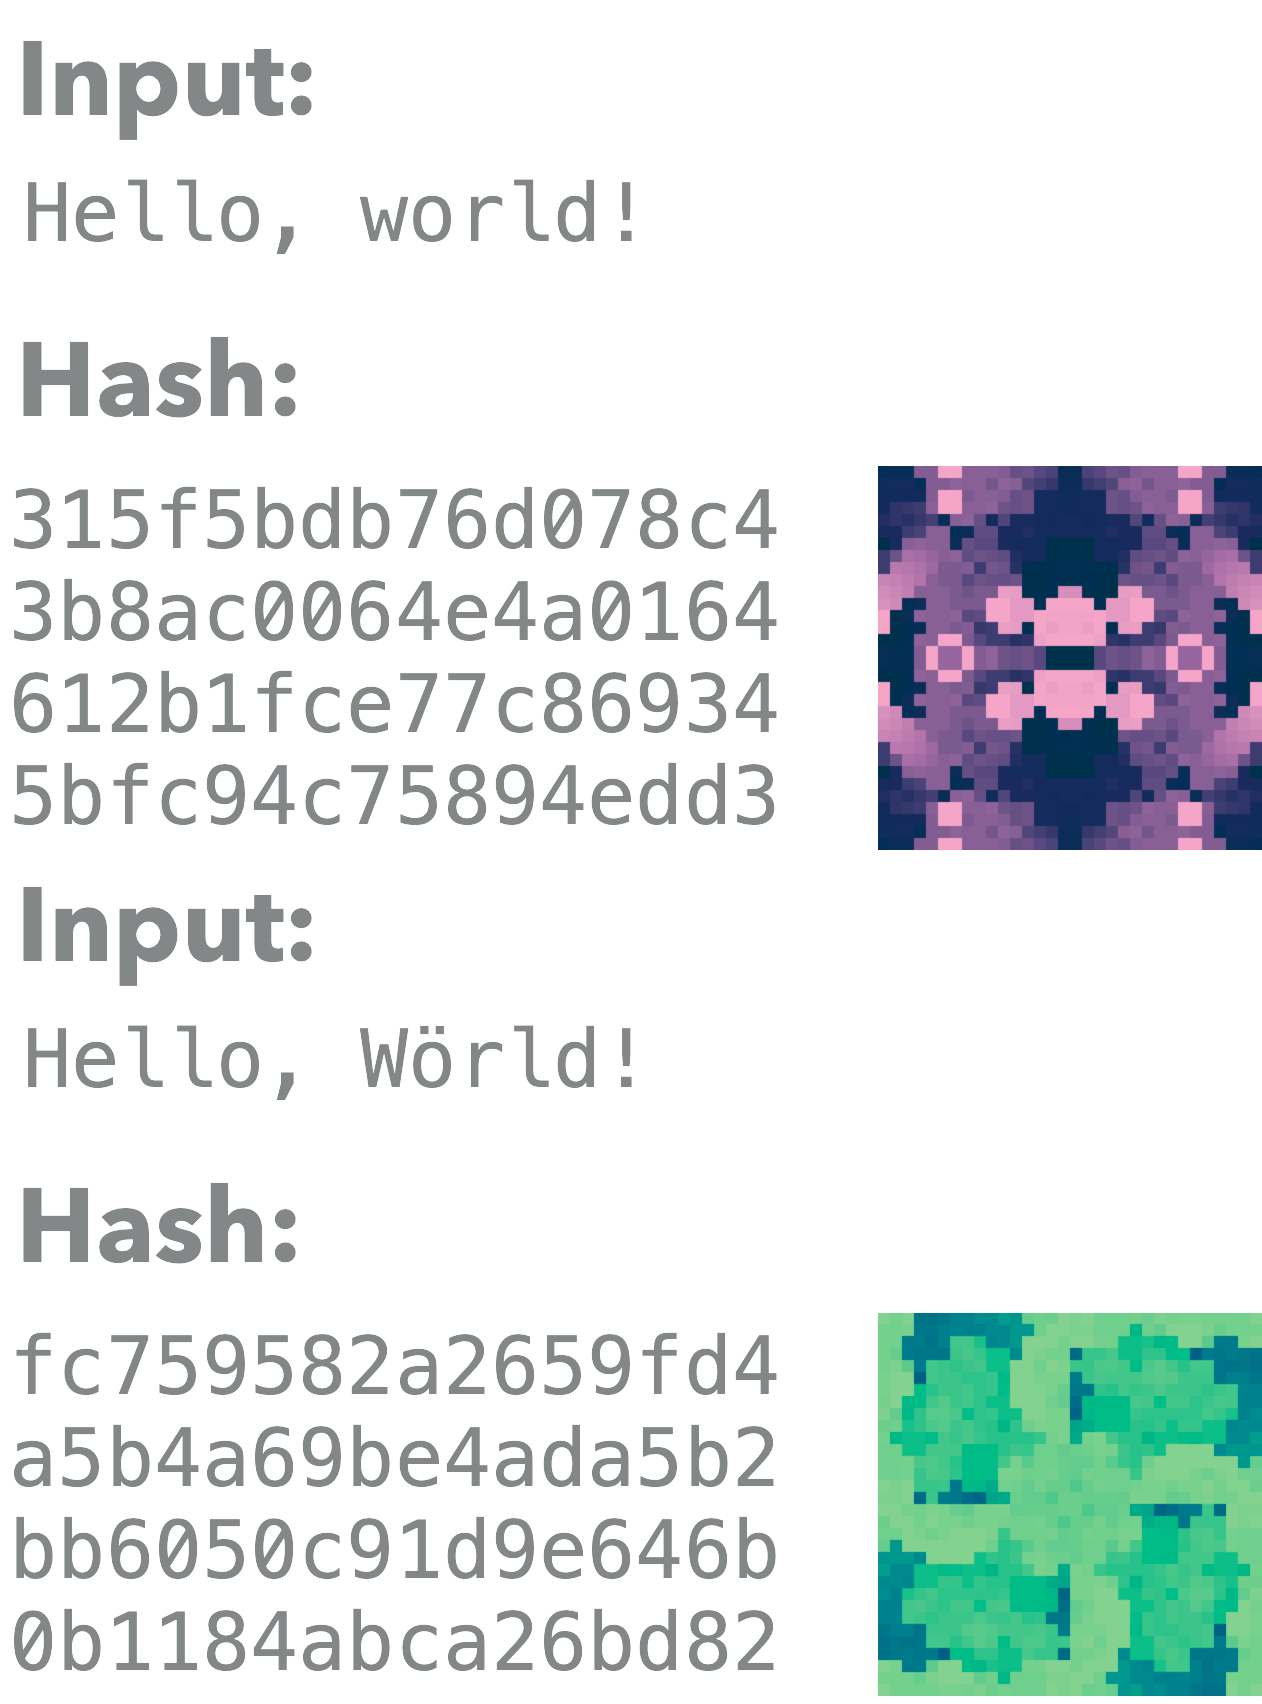 Input:
Hello, world!
Hash:
315f5bdb76d078c4
3b8ac0064e4a0164
612b1fce77c86934
5bfc94c75894edd3
Input:
Hello, Wörld!
Hash:
fc759582a2659fd4
a5b4a69be4ada5b2
bb6050c91d9e646b
0b1184abca26bd82